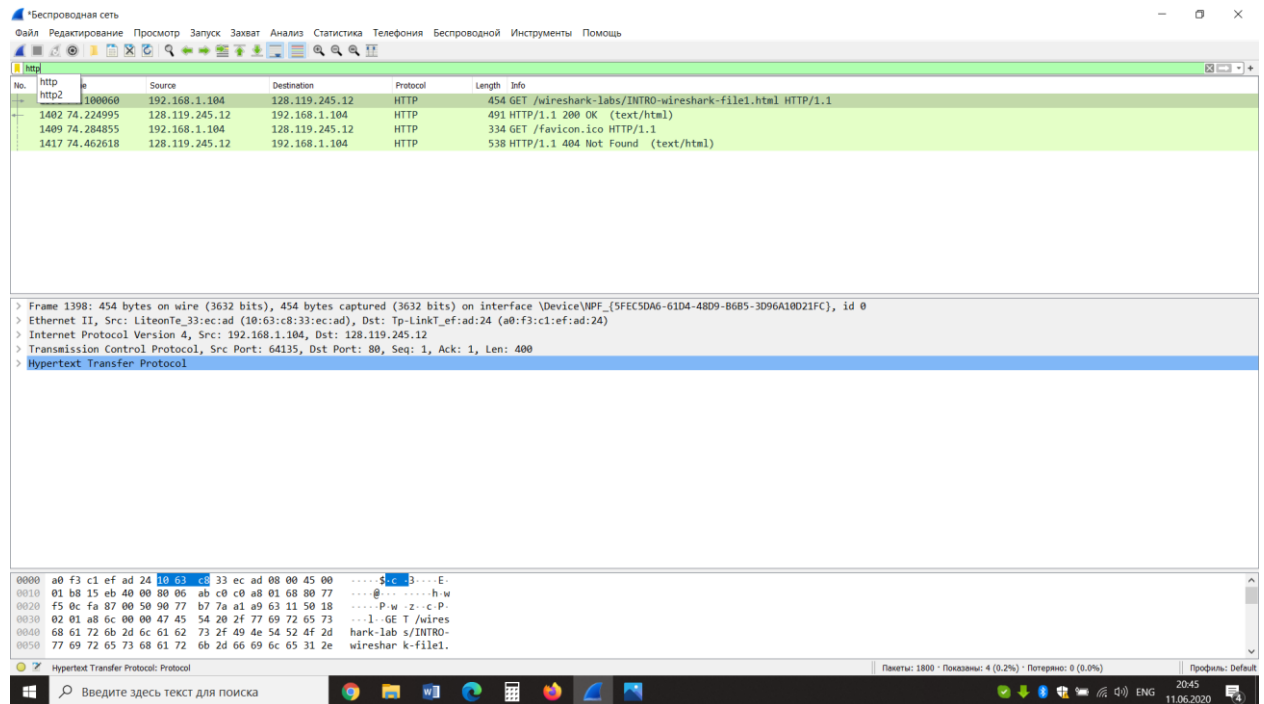 *Беспроводная сеть
Файл Редактирование Просмотр Запуск Захват Анализ Статистика Телефония Беспроводной Инструменты Помощь
http
http
http2
No. Source Destination Protocol Length Info
100060 192.168.1.104 128.119.245.12 HTTP 454 GET /wireshark-labs/INTRO-wireshark-file1.html HTTP/1.1
1402 74.224995 128.119.245.12 192.168.1.104 HTTP 491 HTTP/1.1 200 OK (text/html)
1409 74.284855 192.168.1.104 128.119.245.12 HTTP 334 GET /favicon.ico HTTP/1.1
1417 74.462618 128.119.245.12 192.168.1.104 HTTP 538 HTTP/1.1 404 Not Found (text/html)
> Frame 1398: 454 bytes on wire (3632 bits), 454 bytes captured (3632 bits) on interface \Device\NPF_{5FEC5DA6-61D4-48D9-B6B5-3D96A10D21FC}, id 0
> Ethernet II, Src: LiteonTe_33:ec:ad (10:63:c8:33:ec:ad), Dst: Tp-LinkT_ef:ad:24 (a0:f3:c1:ef:ad:24)
> Internet Protocol Version 4, Src: 192.168.1.104, Dst: 128.119.245.12
> Transmission Control Protocol, Src Port: 64135, Dst Port: 80, Seq: 1, Ack: 1, Len: 400
> Hypertext Transfer Protocol
0000 a0 f3 c1 ef ad 24 10 63 c8 33 ec ad 08 00 45 00 ·····$·c ·3····E·
0010 01 b8 15 eb 40 00 80 06 ab c0 c0 a8 01 68 80 77 ····@··· ·····h·w
0020 f5 0c fa 87 00 50 90 77 b7 7a a1 a9 63 11 50 18 ·····P·w ·z··c·P·
0030 02 01 a8 6c 00 00 47 45 54 20 2f 77 69 72 65 73 ···l··GE T /wires
0040 68 61 72 6b 2d 6c 61 62 73 2f 49 4e 54 52 4f 2d hark-lab s/INTRO-
0050 77 69 72 65 73 68 61 72 6b 2d 66 69 6c 65 31 2e wireshar k-file1.
Hypertext Transfer Protocol: Protocol Пакеты: 1800 · Показаны: 4 (0.2%) · Потеряно: 0 (0.0%) Профиль: Default
Введите здесь текст для поиска ENG 20:45
11.06.2020